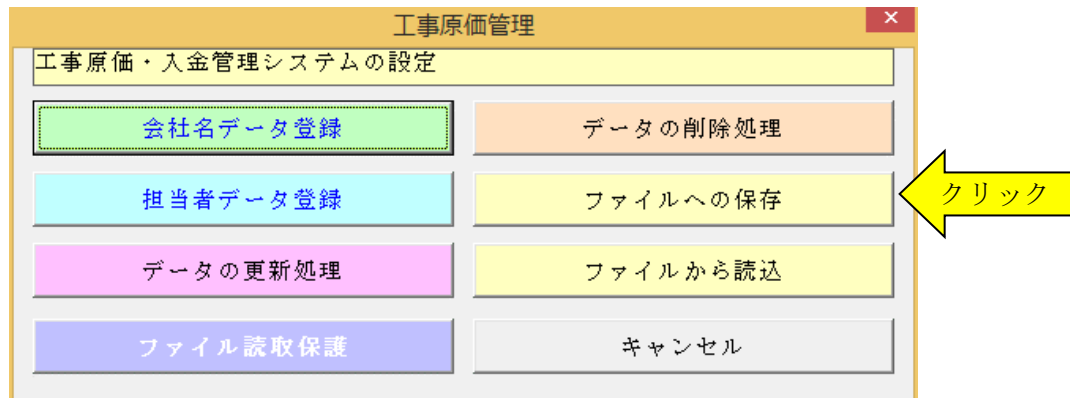 工事原価管理
×
工事原価・入金管理システムの設定
会社名データ登録
データの削除処理
担当者データ登録
ファイルへの保存
クリック
データの更新処理
ファイルから読込
ファイル読取保護
キャンセル